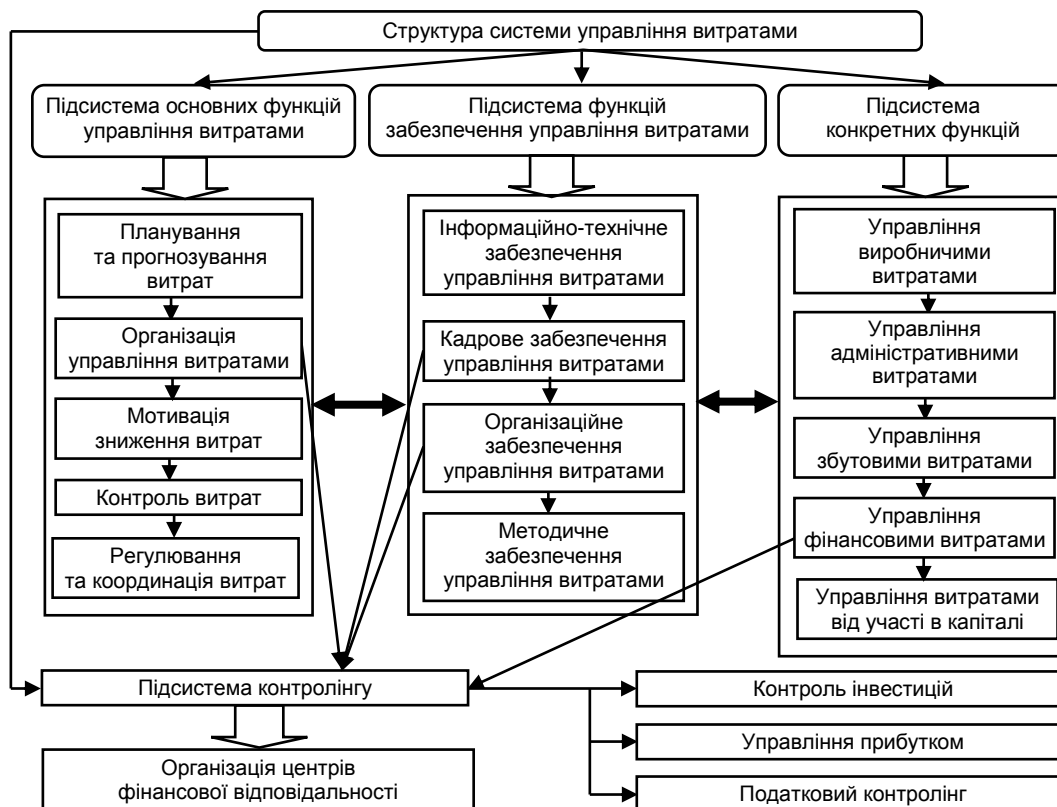 Структура системи управління витратами
Підсистема основних функцій
управління витратами
Підсистема функцій
забезпечення управління витратами
Підсистема
конкретних функцій
Планування
та прогнозування
витрат
Організація
управління витратами
Мотивація
зниження витрат
Контроль витрат
Регулювання
та координація витрат
Інформаційно-технічне
забезпечення
управління витратами
Кадрове забезпечення
управління витратами
Організаційне
забезпечення
управління витратами
Методичне
забезпечення
управління витратами
Управління
виробничими
витратами
Управління
адміністративними
витратами
Управління
збутовими витратами
Управління
фінансовими витратами
Управління витратами
від участі в капіталі
Підсистема контролінгу
Організація центрів
фінансової відповідальності
Контроль інвестицій
Управління прибутком
Податковий контролінг